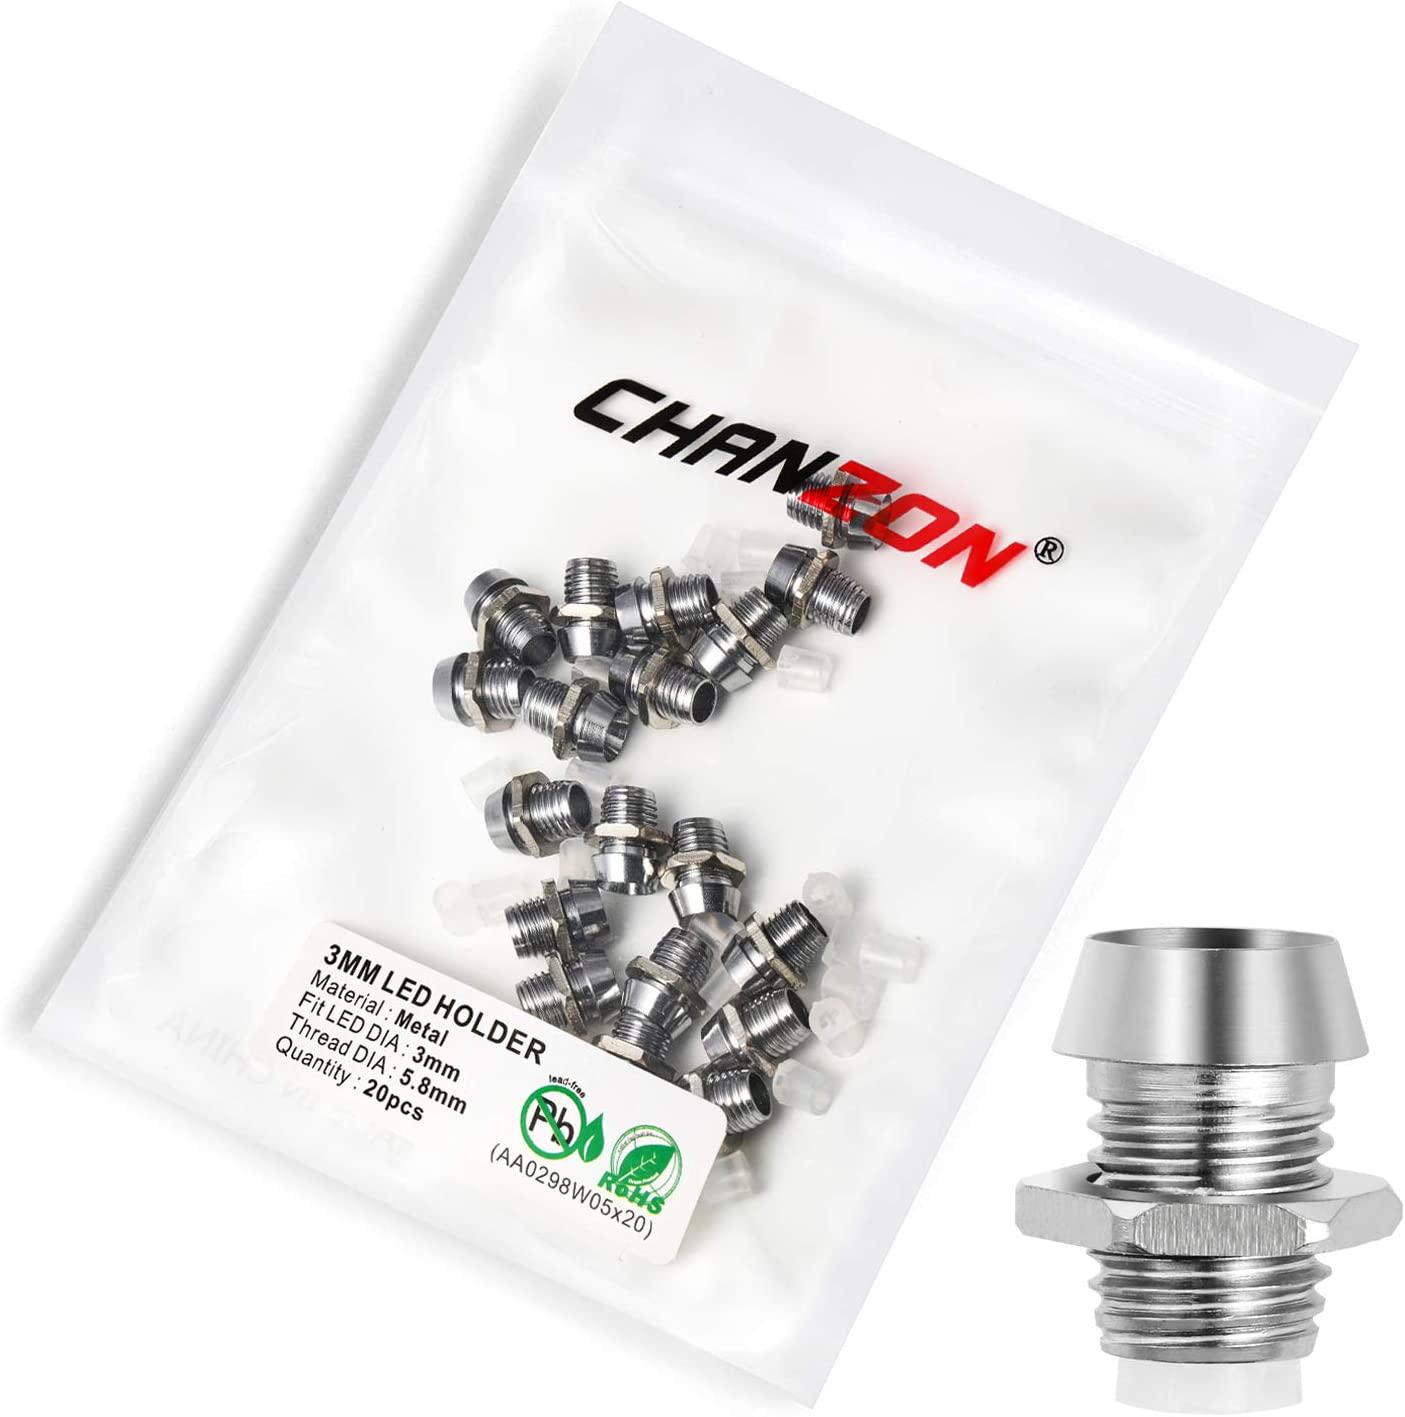 CHANZON®
3MM LED HOLDER
Material : Metal
Fit LED DIA : 3mm
Thread DIA : 5.8mm
Quantity : 20pcs
lead-free
Pb
RoHS
(AA0298W05x20)